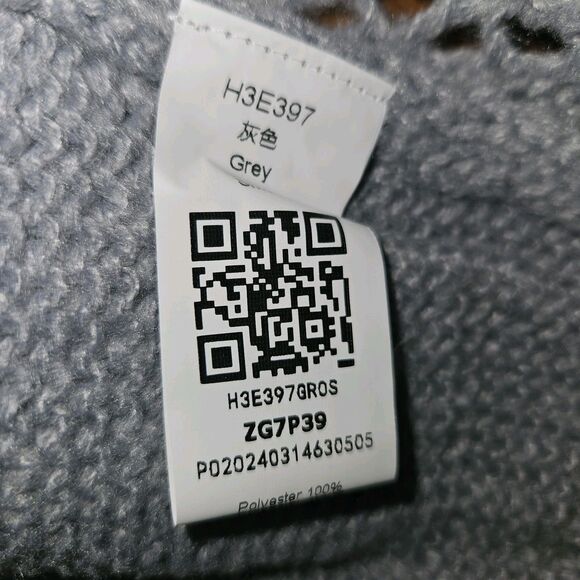 H3E397
灰色
Grey
H3E397GR0S
ZG7P39
P020240314630505
Polyester 100%